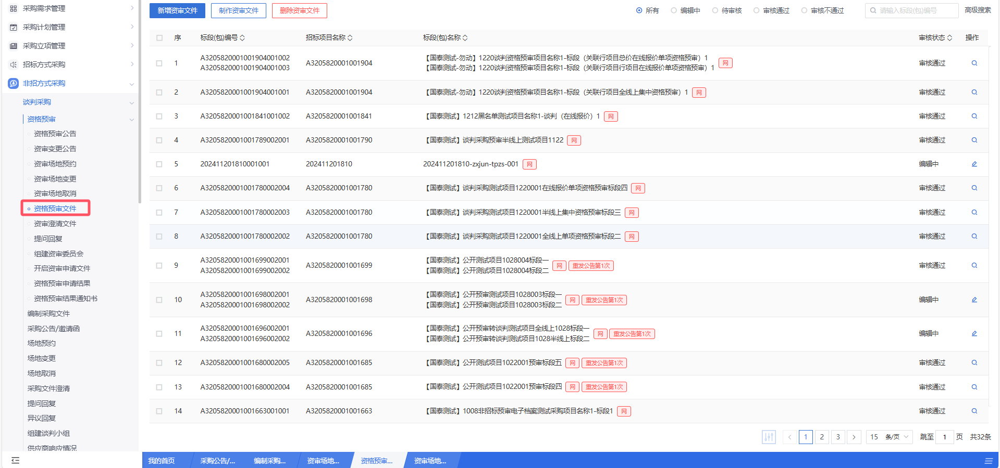 采购需求管理
采购计划管理
采购立项管理
招标方式采购
非招方式采购
谈判采购
资格预审
资格预审公告
资审变更公告
资审场地预约
资审场地变更
资审场地取消
资格预审文件
资审澄清文件
提问回复
组建资审委员会
开启资审申请文件
资格预审申请结果
资格预审结果通知书
编制采购文件
采购公告/邀请函
场地预约
场地变更
场地取消
采购文件澄清
提问回复
异议回复
组建谈判小组
供应商响应情况
新增资审文件 制作资审文件 删除资审文件 所有 编辑中 待审核 审核通过 审核不通过 请输入标段(包)编号 高级搜索
序 标段(包)编号 招标项目名称 标段(包)名称 审核状态 操作
1 A3205820001001904001002 A3205820001001904 【国泰测试-勿动】1220谈判资格预审项目名称1-标段（关联行项目总价在线报价单项资格预审）1 网 审核通过
A3205820001001904001003 【国泰测试-勿动】1220谈判资格预审项目名称1-标段（关联行项目行项目在线报价单项资格预审）1
2 A3205820001001904001001 A3205820001001904 【国泰测试-勿动】1220谈判资格预审项目名称1-标段（关联行项目全线上集中资格预审）1 网 审核通过
3 A3205820001001841001002 A3205820001001841 【国泰测试】1212黑名单测试项目名称1-谈判（在线报价）1 网 审核通过
4 A3205820001001789002001 A3205820001001790 【国泰测试】谈判采购预审半线上测试项目1122 网 审核通过
5 202411201810001001 202411201810 202411201810-zxjun-tpzs-001 网 编辑中
6 A3205820001001780002004 A3205820001001780 【国泰测试】谈判采购测试项目1220001在线报价单项资格预审标段四 网 审核通过
7 A3205820001001780002003 A3205820001001780 【国泰测试】谈判采购测试项目1220001半线上集中资格预审标段三 网 审核通过
8 A3205820001001780002002 A3205820001001780 【国泰测试】谈判采购测试项目1220001全线上单项资格预审标段二 网 审核通过
9 A3205820001001699002001 A3205820001001699 【国泰测试】公开测试项目1028004标段一 网 重发公告第1次 审核通过
A3205820001001699002002 【国泰测试】公开测试项目1028004标段二
10 A3205820001001698002001 A3205820001001698 【国泰测试】公开预审测试项目1028003标段一 网 重发公告第1次 编辑中
A3205820001001698002002 【国泰测试】公开预审测试项目1028003标段二
11 A3205820001001696002001 A3205820001001696 【国泰测试】公开预审转谈判测试项目全线上1028标段一 网 重发公告第1次 编辑中
A3205820001001696002002 【国泰测试】公开预审转谈判测试项目1028半线上标段二
12 A3205820001001680002005 A3205820001001685 【国泰测试】公开测试项目1022001预审标段五 网 重发公告第1次 审核通过
13 A3205820001001680002004 A3205820001001685 【国泰测试】公开测试项目1022001预审标段四 网 重发公告第1次 审核通过
14 A3205820001001663001001 A3205820001001663 【国泰测试】1008非招标预审电子档案测试采购项目名称1-标段1 网 审核通过
1 2 3 15 条/页 跳至 1 页 共32条
我的首页 采购公告/... 编制采购... 资审场地... 资格预审... 资审场地...